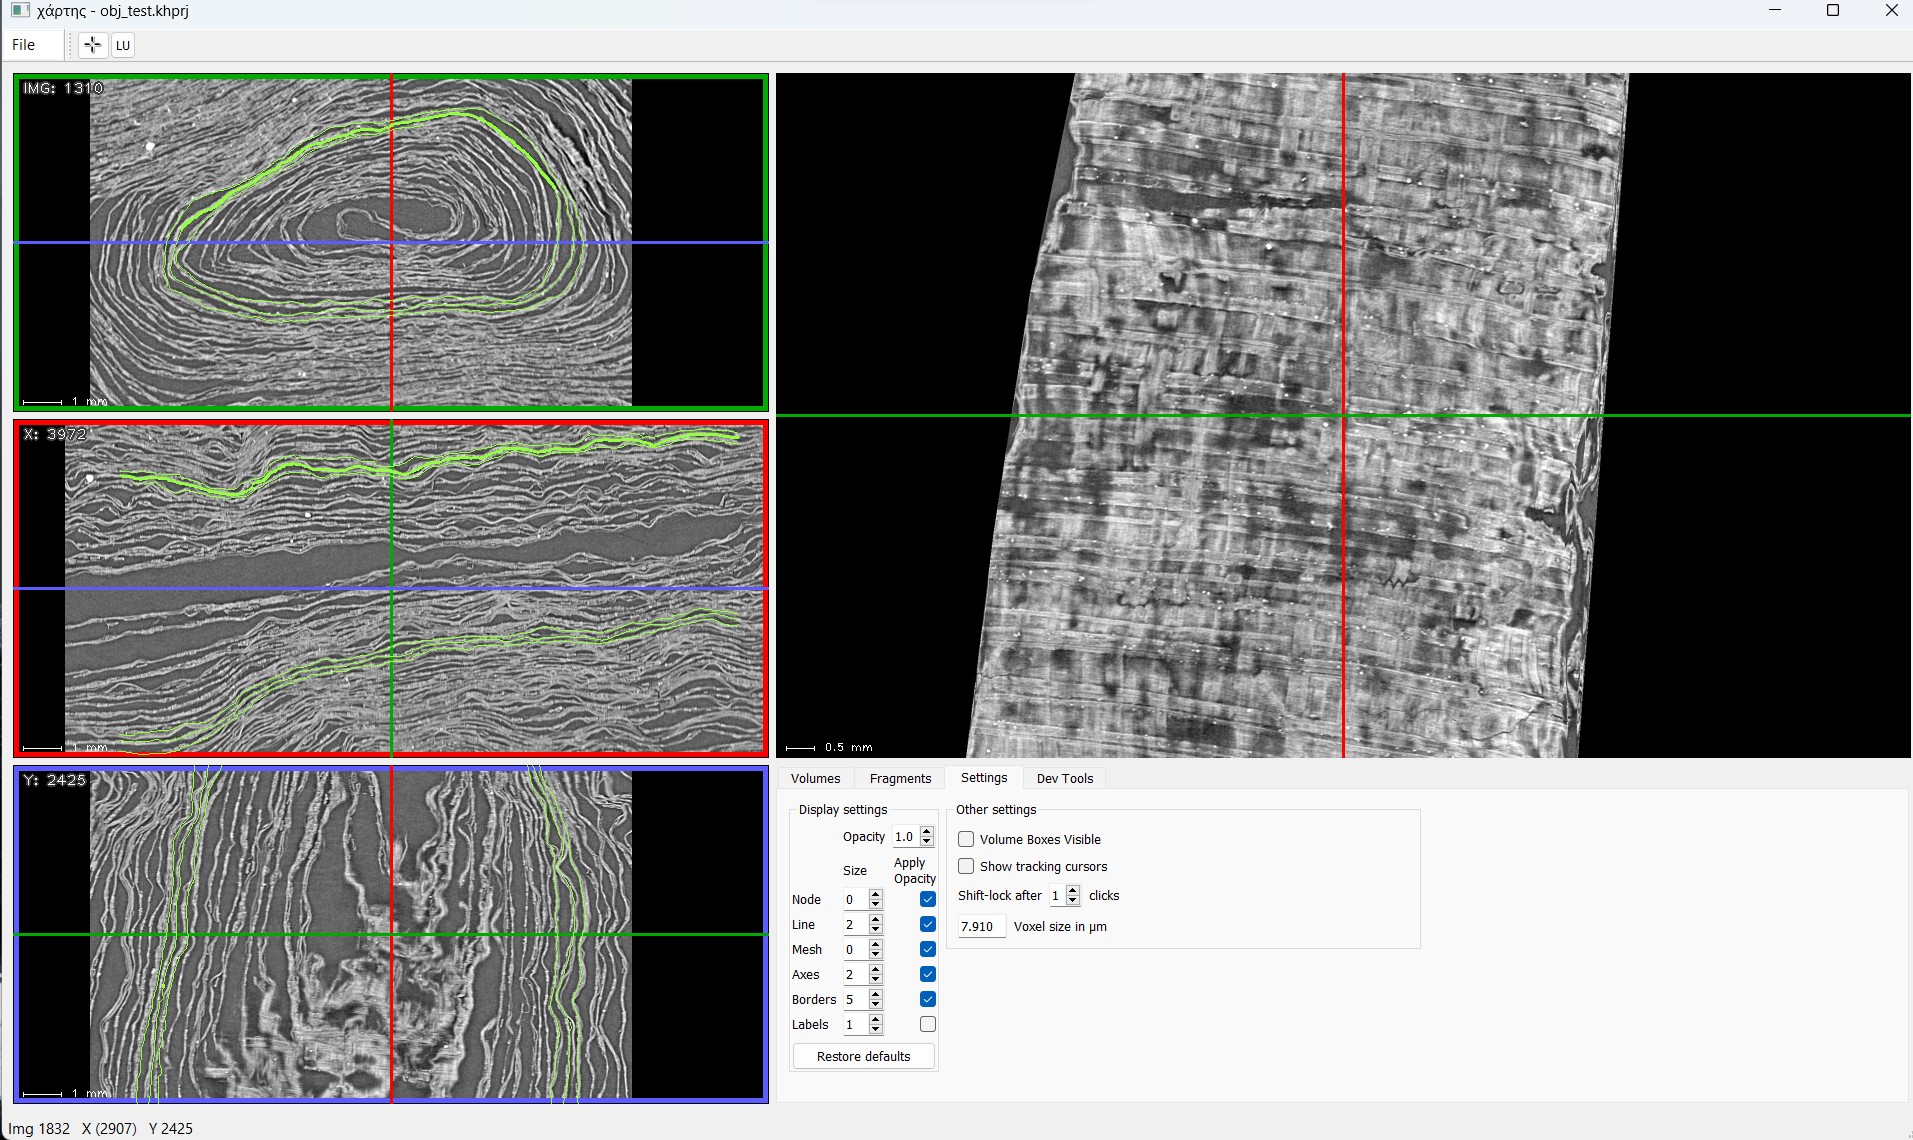 χάρτης - obj_test.khprj
File
LU
IMG: 1310
1 mm
X: 3972
1 mm
Y: 2425
1 mm
0.5 mm
Volumes Fragments Settings Dev Tools
Display settings
Opacity 1.0
Size Apply Opacity
Node 0
Line 2
Mesh 0
Axes 2
Borders 5
Labels 1
Restore defaults
Other settings
Volume Boxes Visible
Show tracking cursors
Shift-lock after 1 clicks
7.910 Voxel size in µm
Img 1832 X (2907) Y 2425